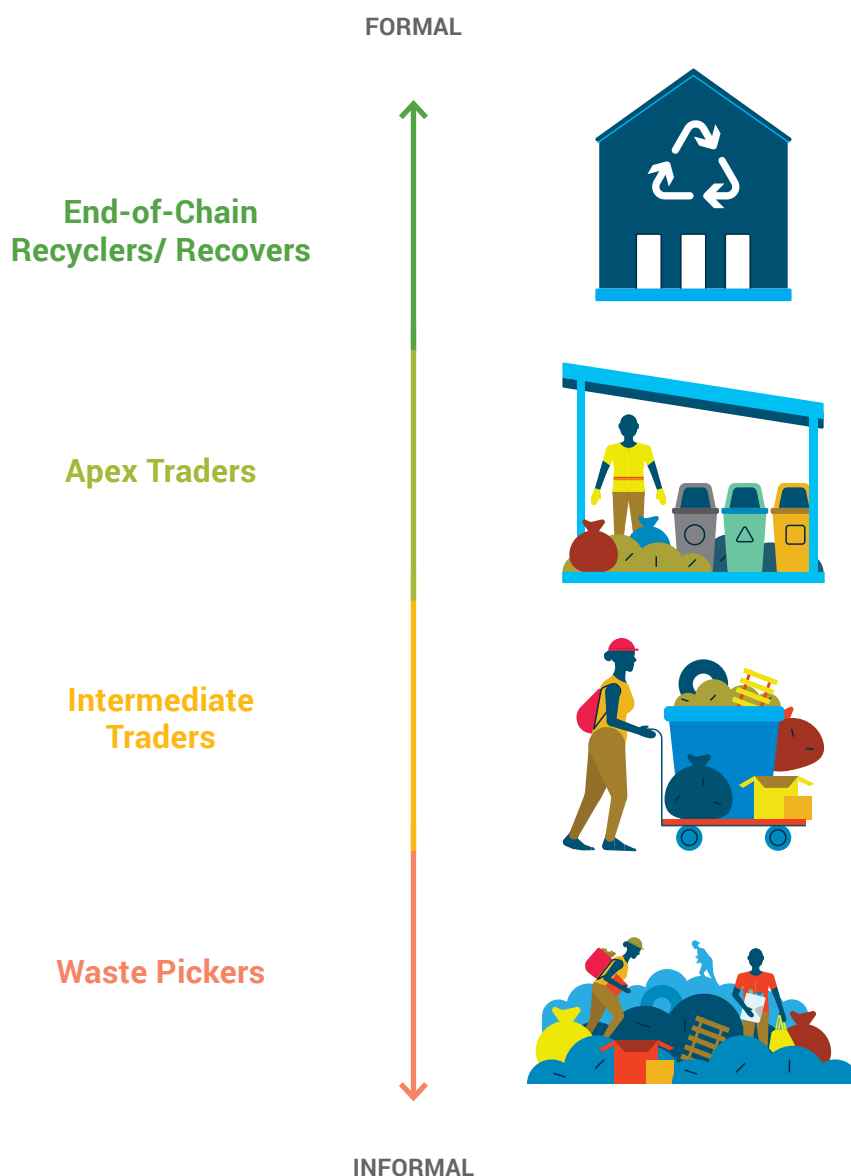 FORMAL
End-of-Chain
Recyclers/ Recovers
Apex Traders
Intermediate
Traders
Waste Pickers
INFORMAL